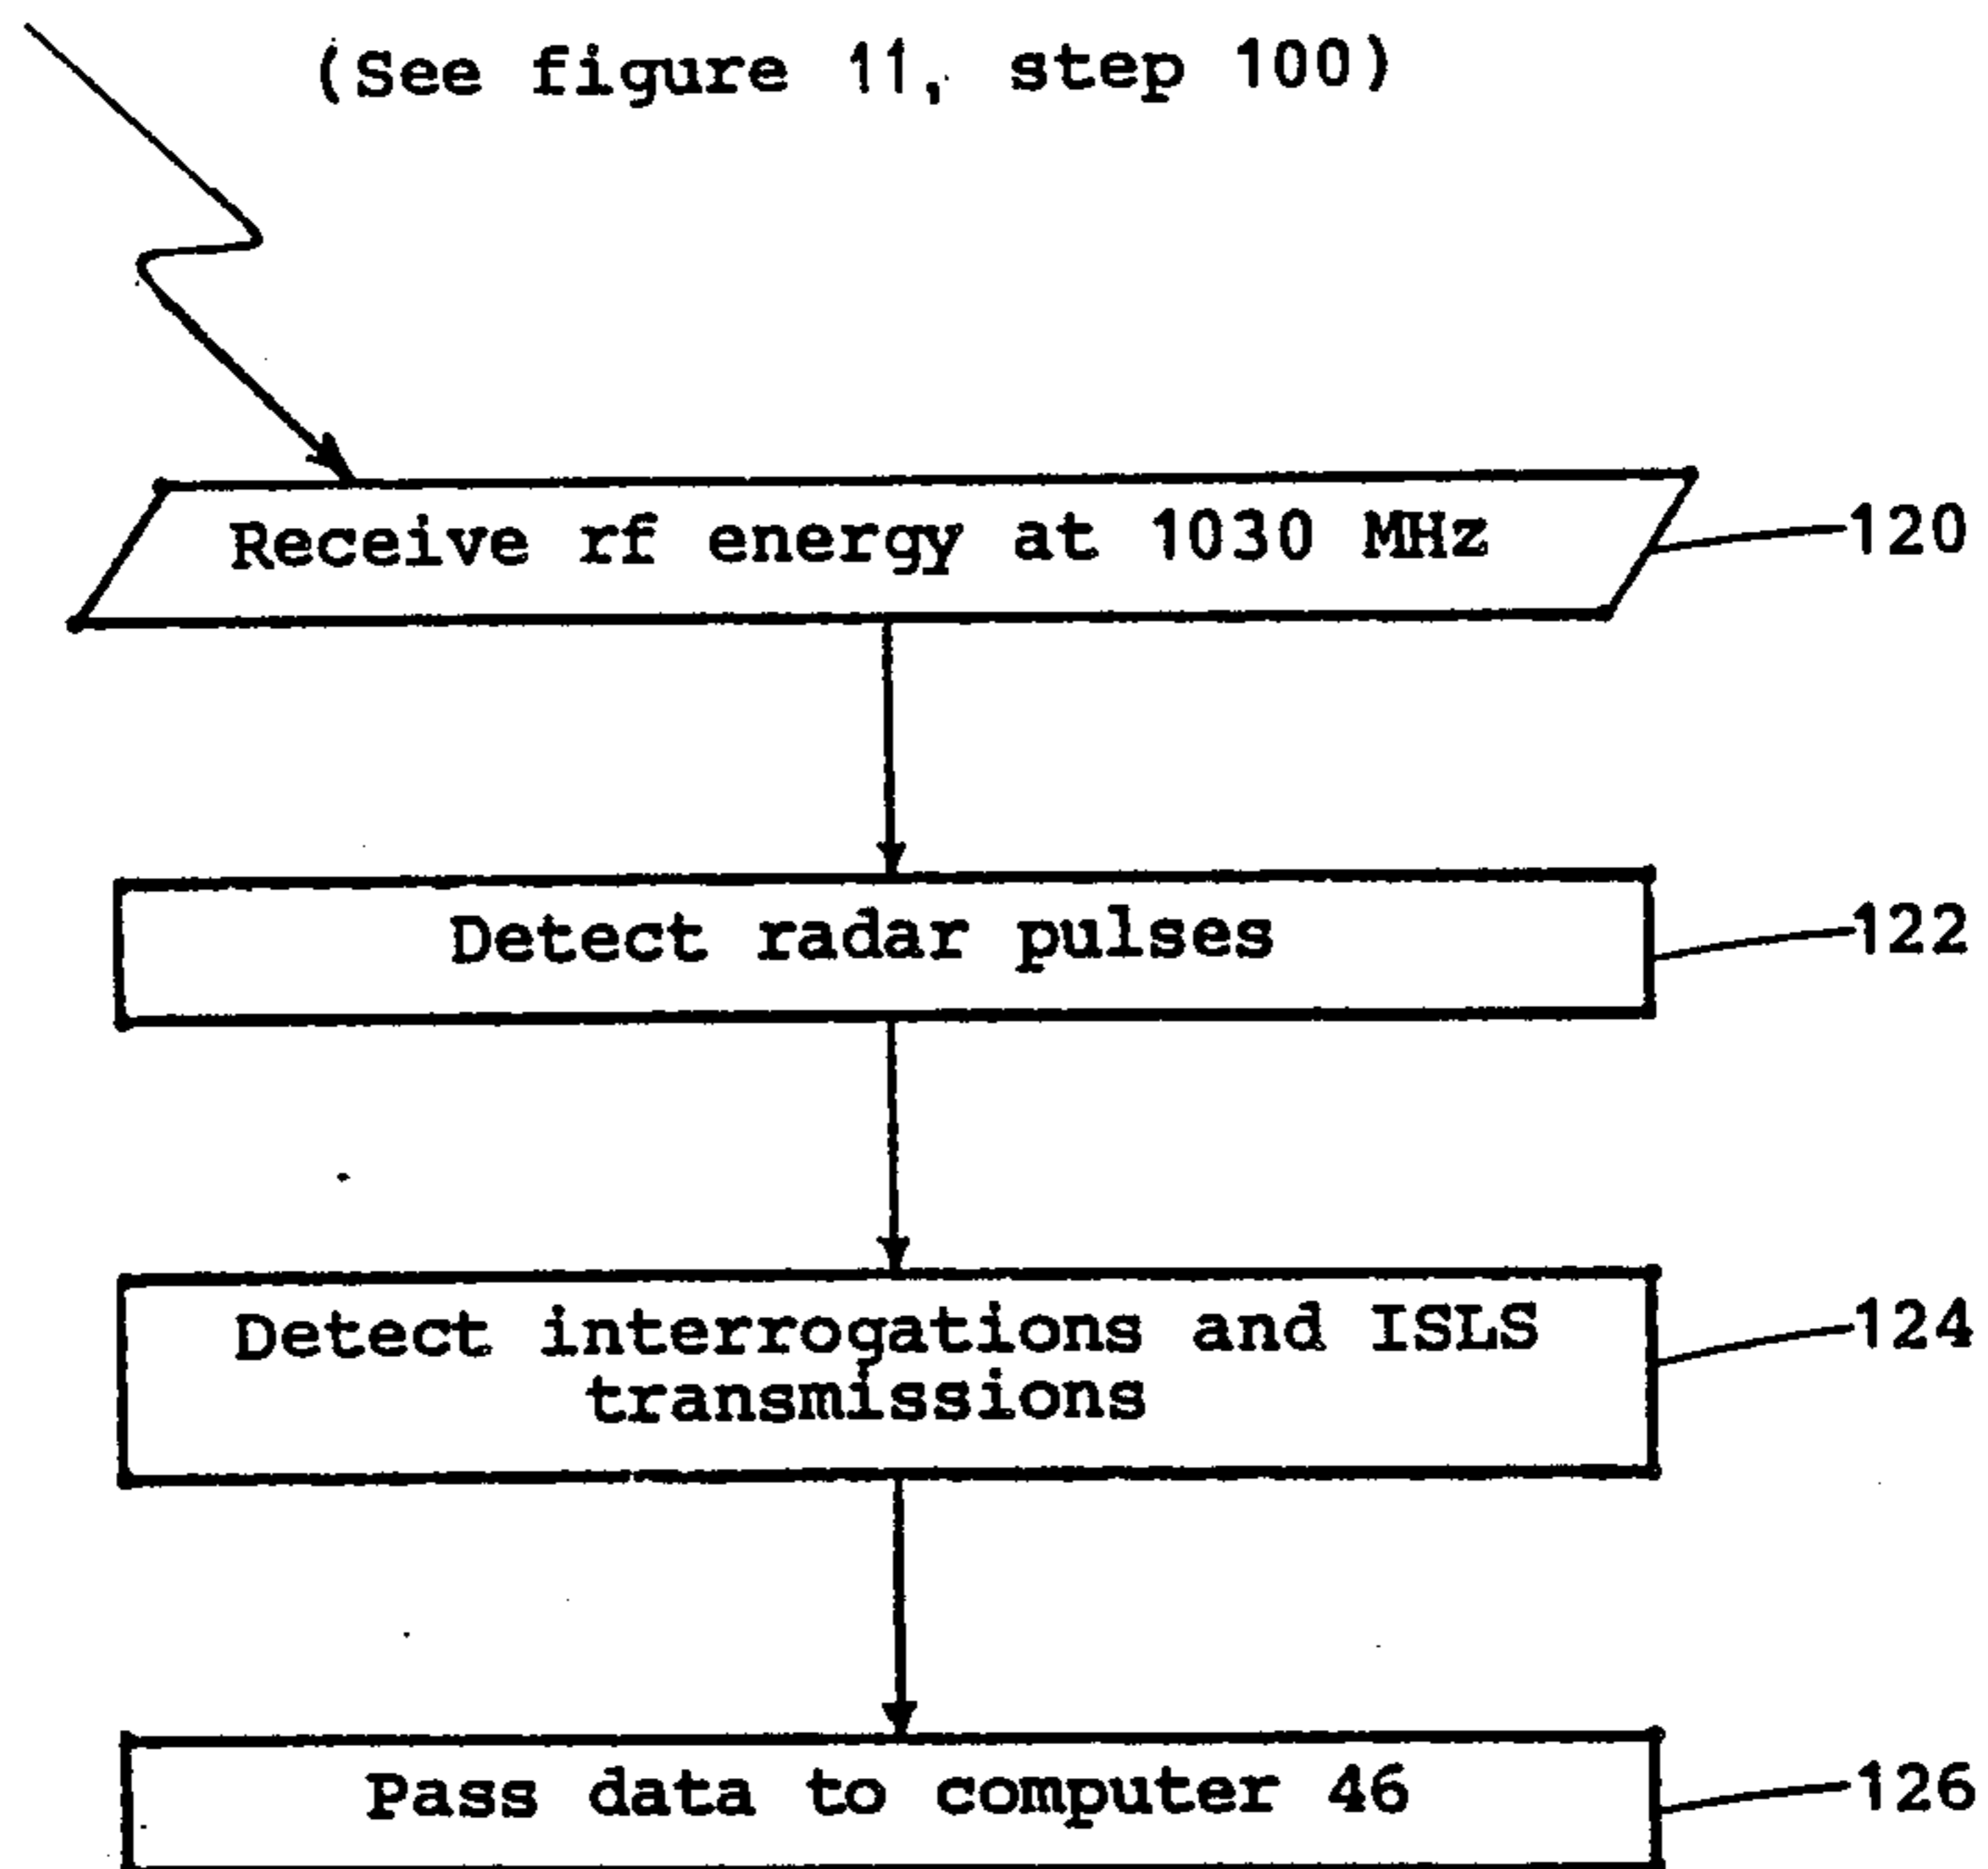 (See figure 11, step 100)
Receive rf energy at 1030 MHz
120
Detect radar pulses
122
Detect interrogations and ISLS
transmissions
124
Pass data to computer 46
126